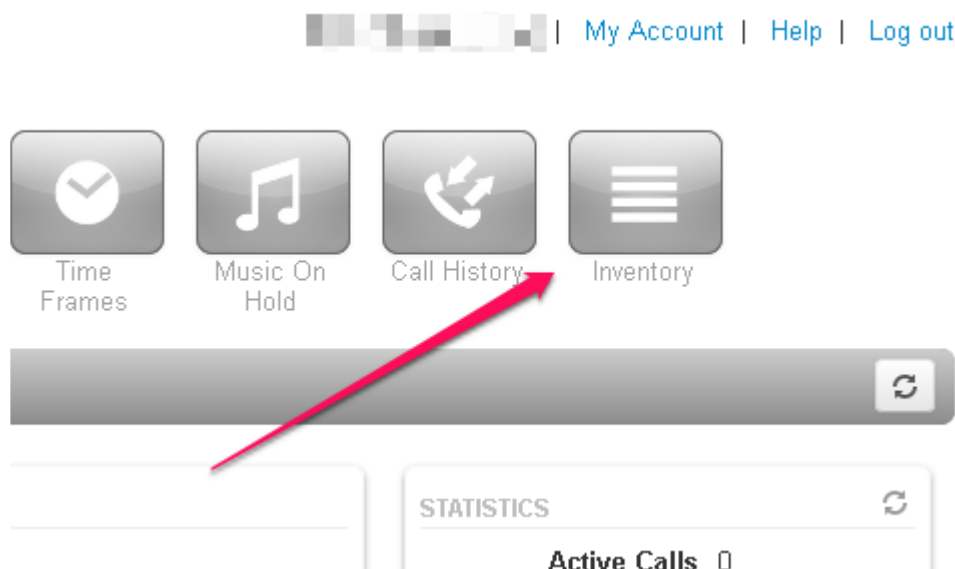 | My Account | Help | Log out
Time Frames
Music On Hold
Call History
Inventory
STATISTICS
Active Calls 0